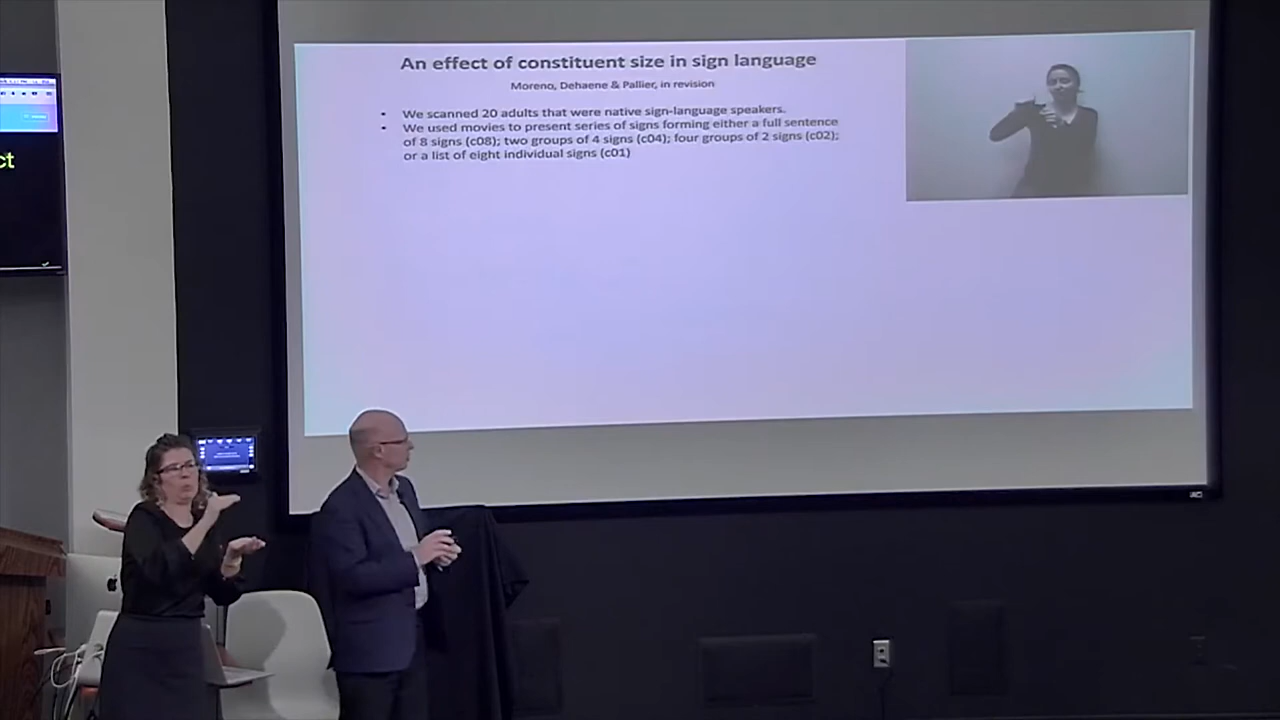 An effect of constituent size in sign language
Moreno, Dehaene & Pallier, in revision
• We scanned 20 adults that were native sign-language speakers.
• We used movies to present series of signs forming either a full sentence
of 8 signs (c08); two groups of 4 signs (c04); four groups of 2 signs (c02);
or a list of eight individual signs (c01)
ct